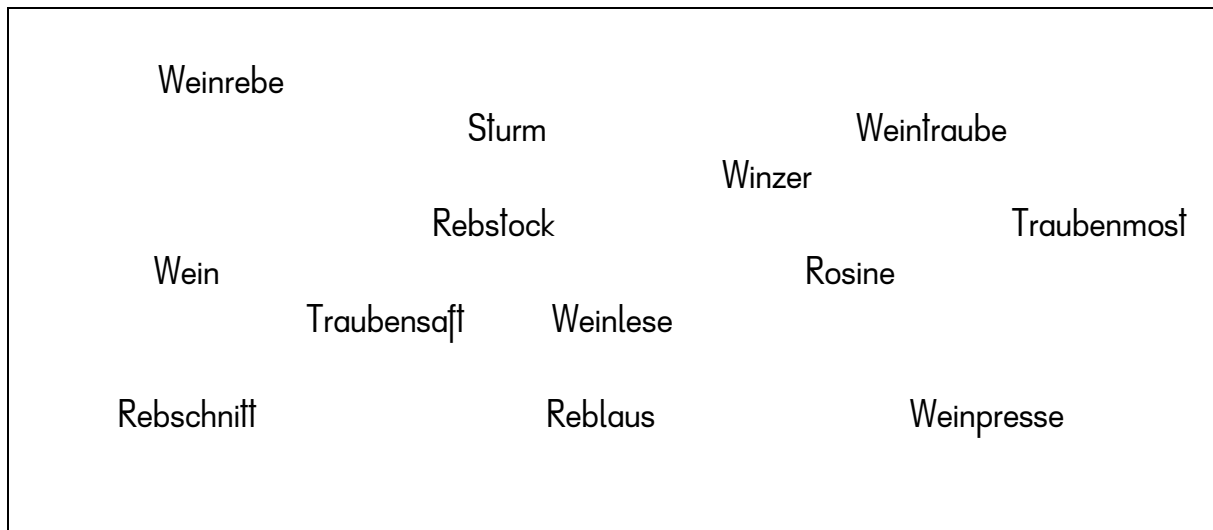 Weinrebe
Sturm Weintraube
Winzer
Rebstock Traubenmost
Wein Rosine
Traubensaft Weinlese
Rebschnitt Reblaus Weinpresse